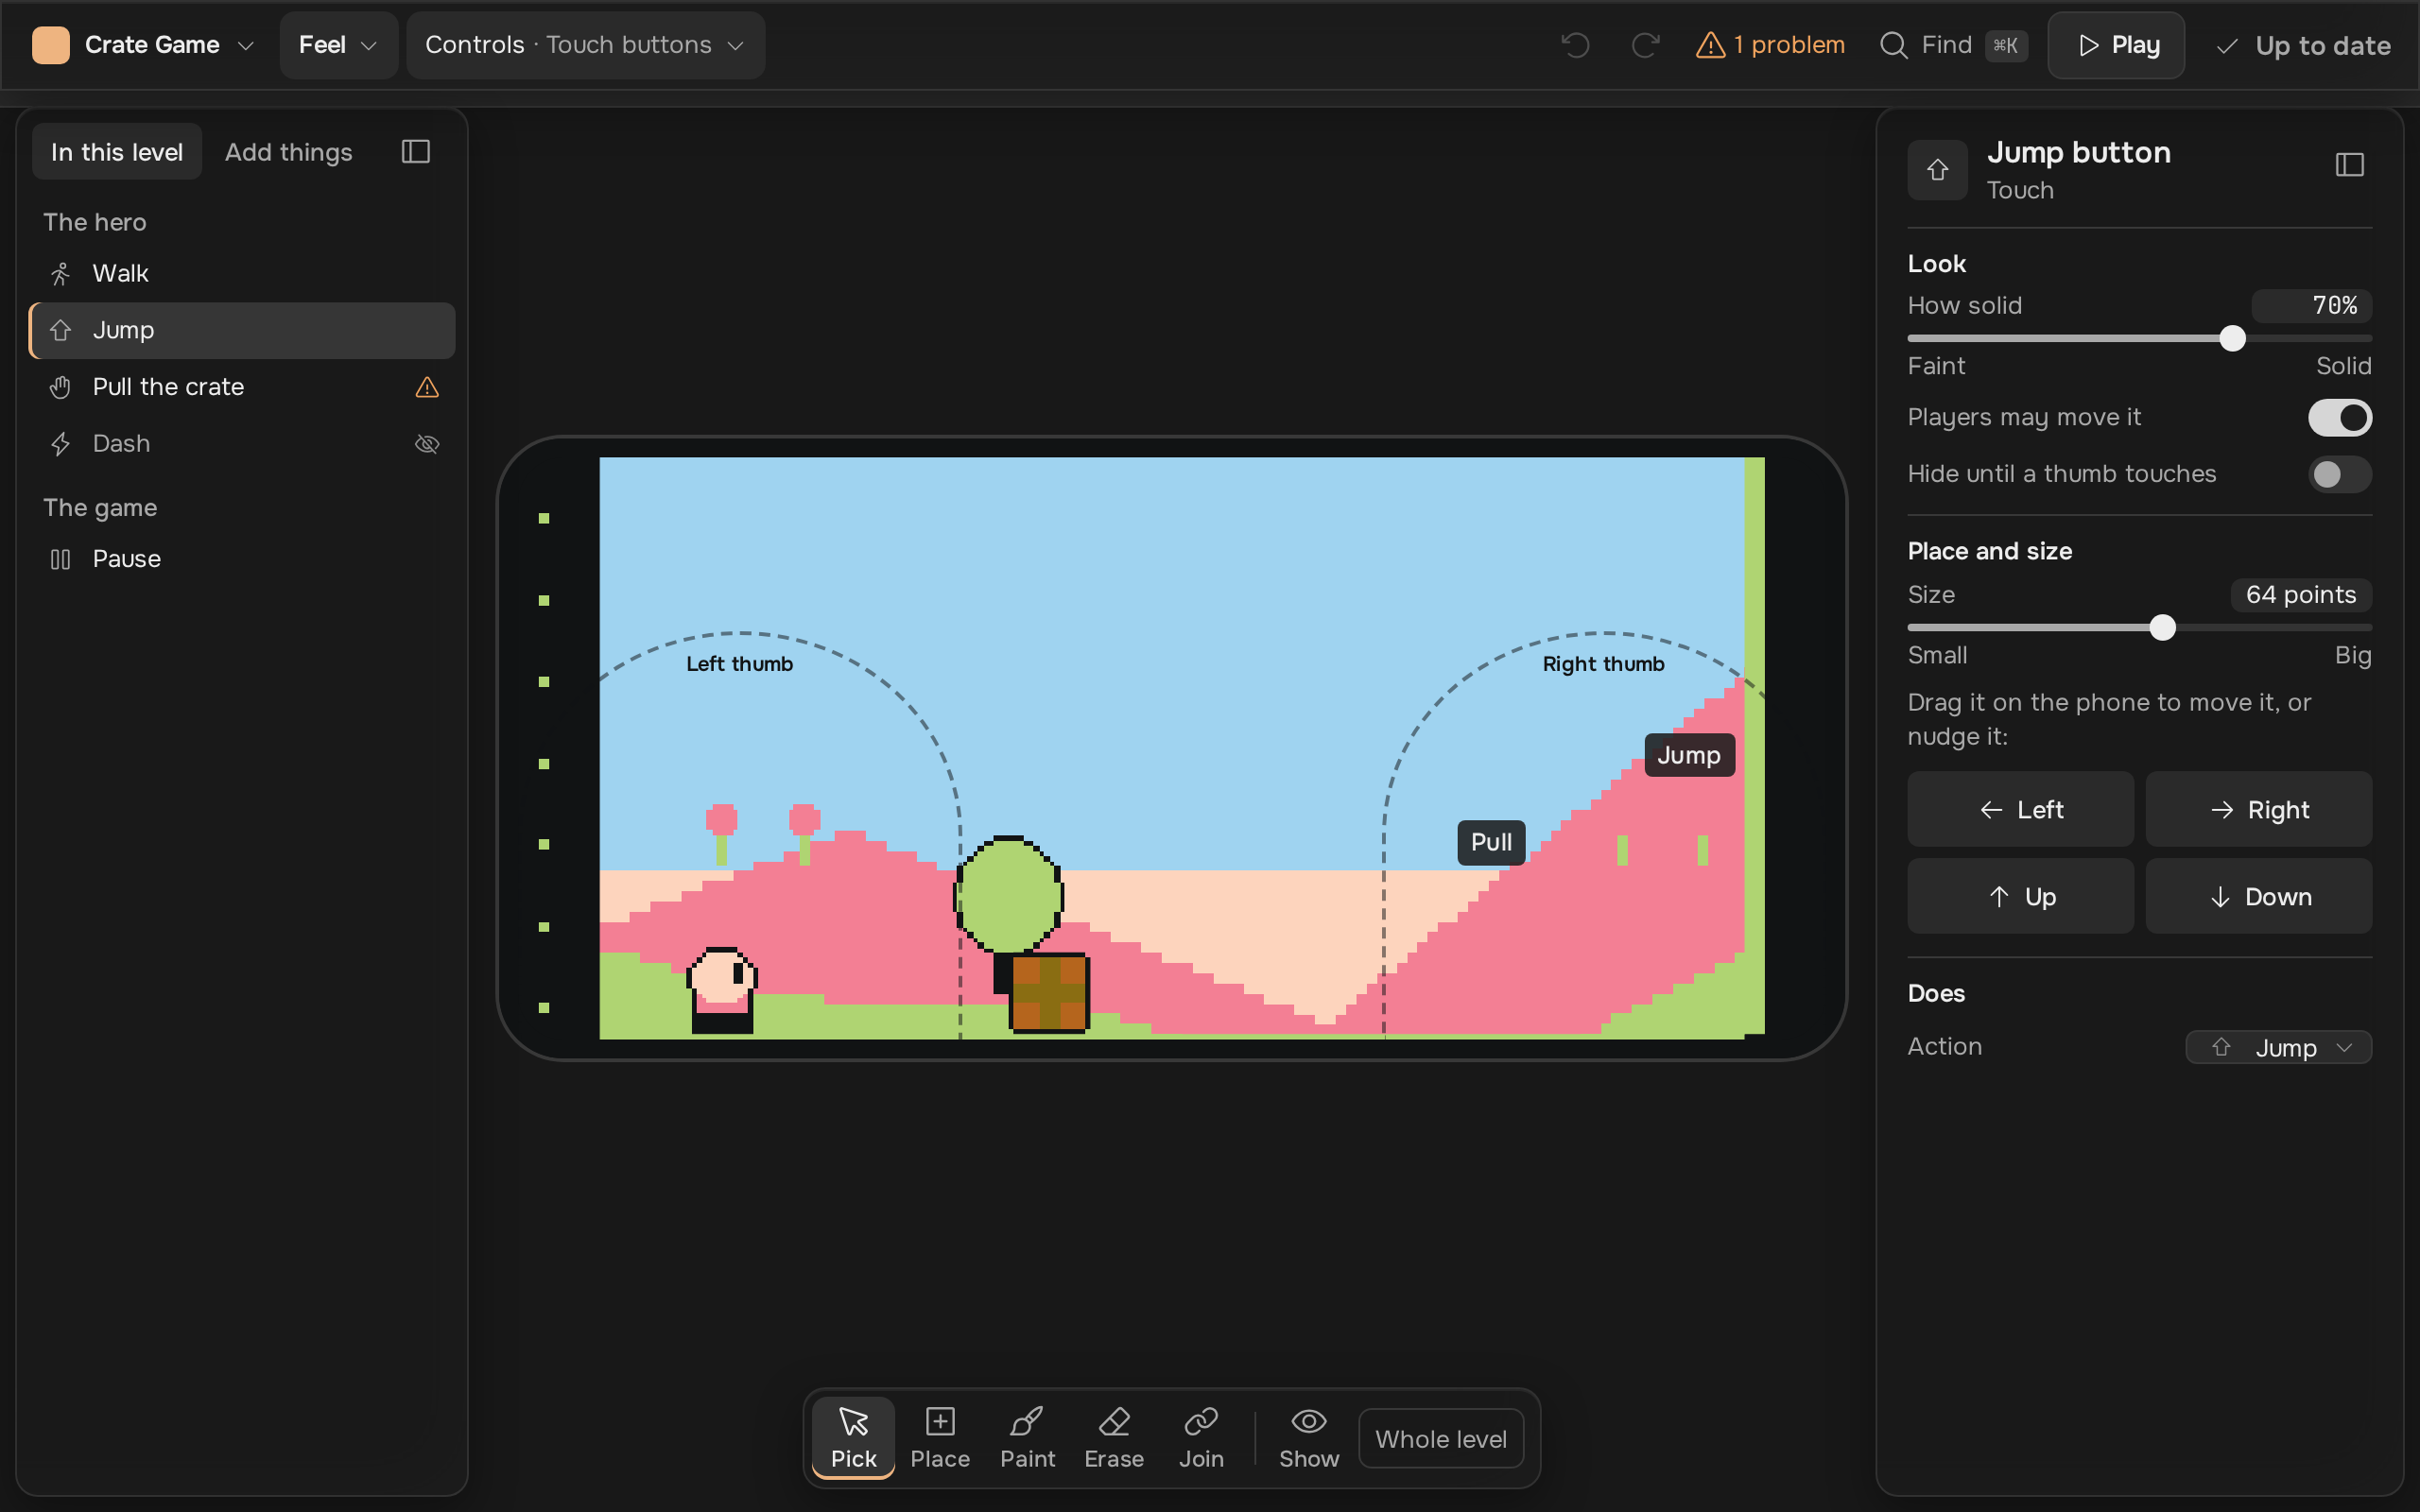 Crate Game
Feel
Controls · Touch buttons
1 problem
Find ⌘K
Play
Up to date
In this level
Add things
The hero
Walk
Jump
Pull the crate
Dash
The game
Pause
Left thumb
Right thumb
Jump
Pull
Pick
Place
Paint
Erase
Join
Show
Whole level
Jump button
Touch
Look
How solid 70%
Faint Solid
Players may move it
Hide until a thumb touches
Place and size
Size 64 points
Small Big
Drag it on the phone to move it, or
nudge it:
Left
Right
Up
Down
Does
Action Jump